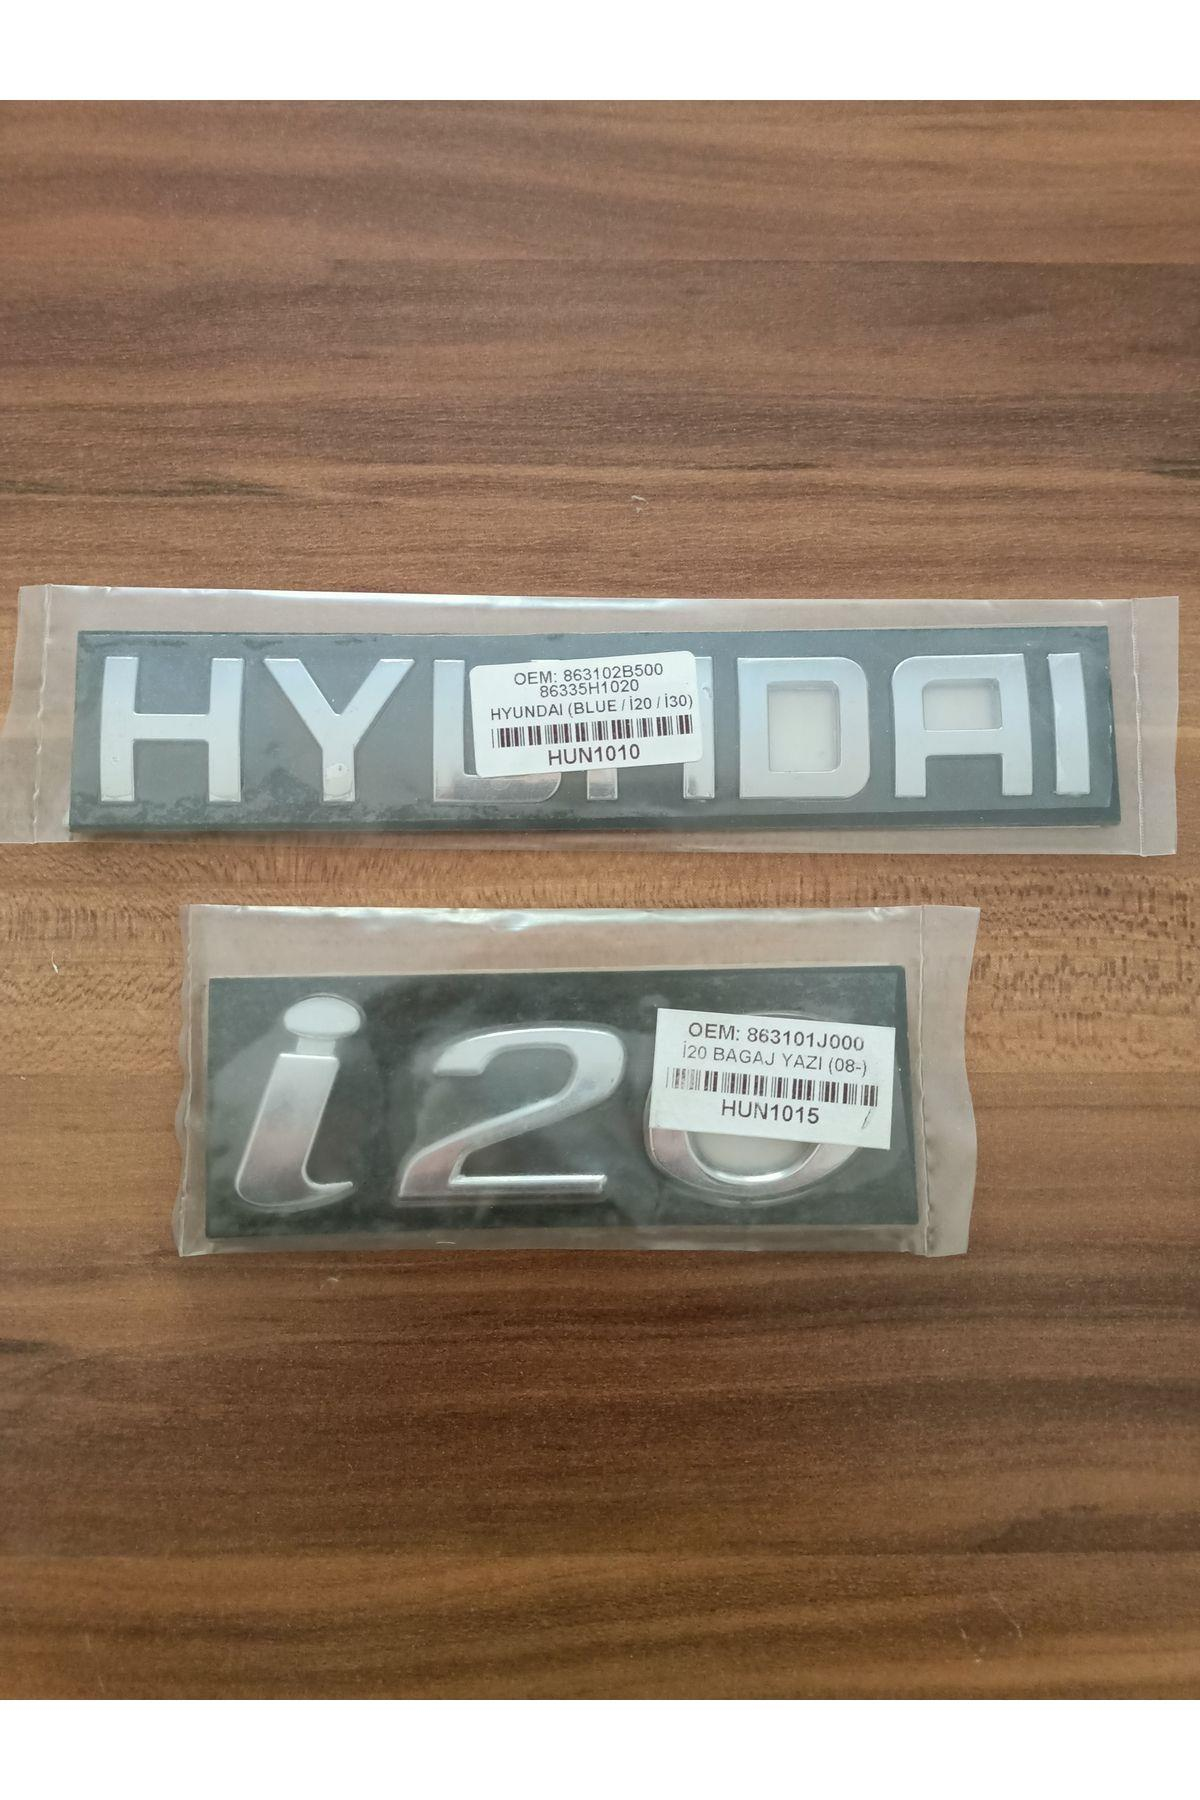 HYUNDAI
OEM: 863102B500
86335H1020
HYUNDAI (BLUE / İ20 / İ30)
HUN1010
i20
OEM: 863101J000
İ20 BAGAJ YAZI (08-)
HUN1015